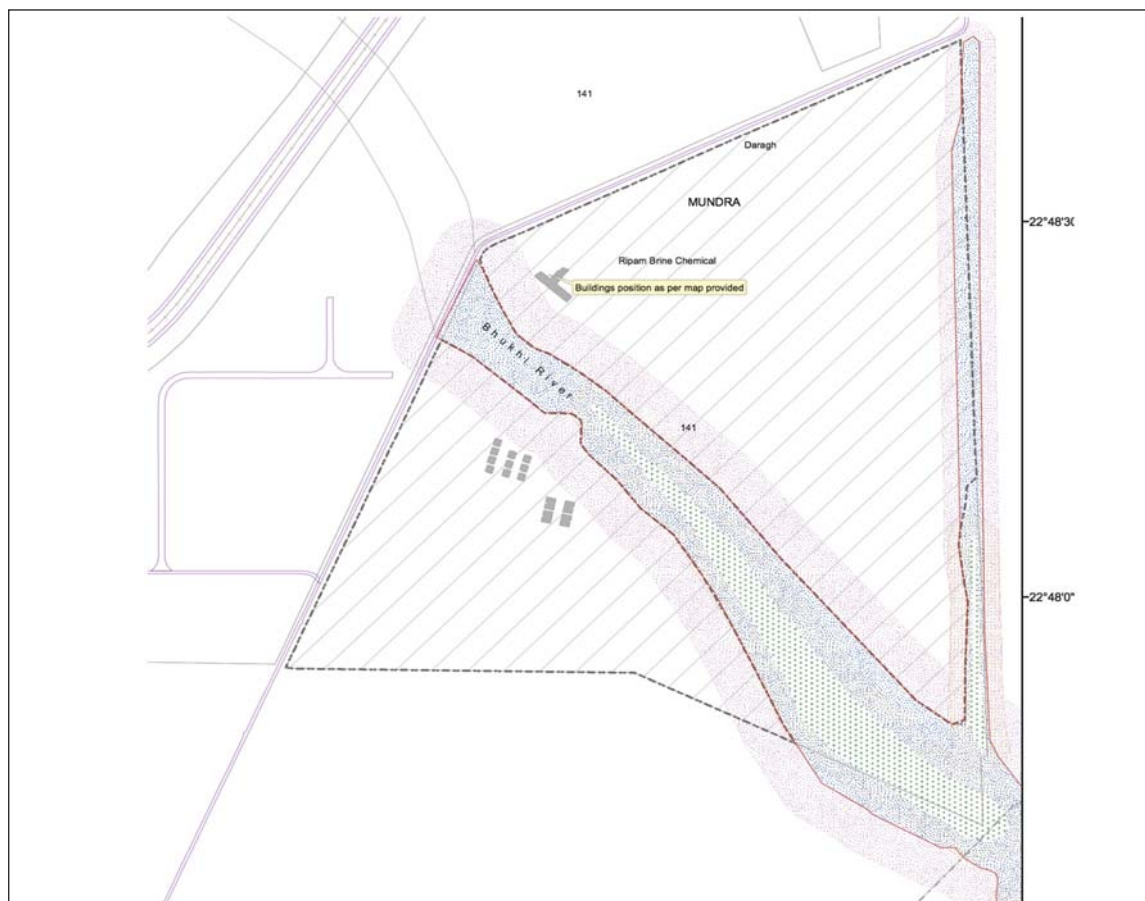 141
Daragh
MUNDRA
22°48'30
Ripam Brine Chemical
Buildings position as per map provided
Bhukhi River
141
22°48'0"